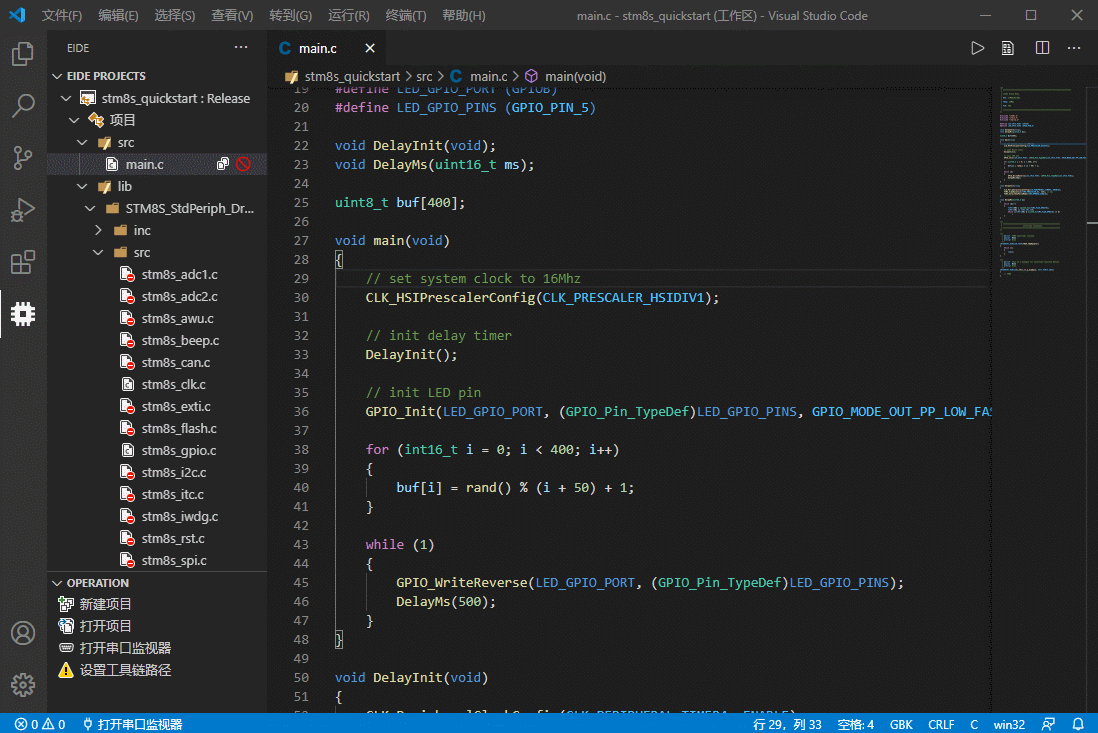 文件(F) 编辑(E) 选择(S) 查看(V) 转到(G) 运行(R) 终端(T) 帮助(H) main.c - stm8s_quickstart (工作区) - Visual Studio Code
EIDE
EIDE PROJECTS
stm8s_quickstart : Release
项目
src
main.c
lib
STM8S_StdPeriph_Dr...
inc
src
stm8s_adc1.c
stm8s_adc2.c
stm8s_awu.c
stm8s_beep.c
stm8s_can.c
stm8s_clk.c
stm8s_exti.c
stm8s_flash.c
stm8s_gpio.c
stm8s_i2c.c
stm8s_itc.c
stm8s_iwdg.c
stm8s_rst.c
stm8s_spi.c
OPERATION
新建项目
打开项目
打开串口监视器
设置工具链路径
C main.c
stm8s_quickstart > src > C main.c > main(void)
19 #define LED_GPIO_PORT (GPIOB)
20 #define LED_GPIO_PINS (GPIO_PIN_5)
21
22 void DelayInit(void);
23 void DelayMs(uint16_t ms);
24
25 uint8_t buf[400];
26
27 void main(void)
28 {
29 // set system clock to 16Mhz
30 CLK_HSIPrescalerConfig(CLK_PRESCALER_HSIDIV1);
31
32 // init delay timer
33 DelayInit();
34
35 // init LED pin
36 GPIO_Init(LED_GPIO_PORT, (GPIO_Pin_TypeDef)LED_GPIO_PINS, GPIO_MODE_OUT_PP_LOW_FAS
37
38 for (int16_t i = 0; i < 400; i++)
39 {
40 buf[i] = rand() % (i + 50) + 1;
41 }
42
43 while (1)
44 {
45 GPIO_WriteReverse(LED_GPIO_PORT, (GPIO_Pin_TypeDef)LED_GPIO_PINS);
46 DelayMs(500);
47 }
48 }
49
50 void DelayInit(void)
51 {
0 0 打开串口监视器 行 29，列 33 空格: 4 GBK CRLF C win32